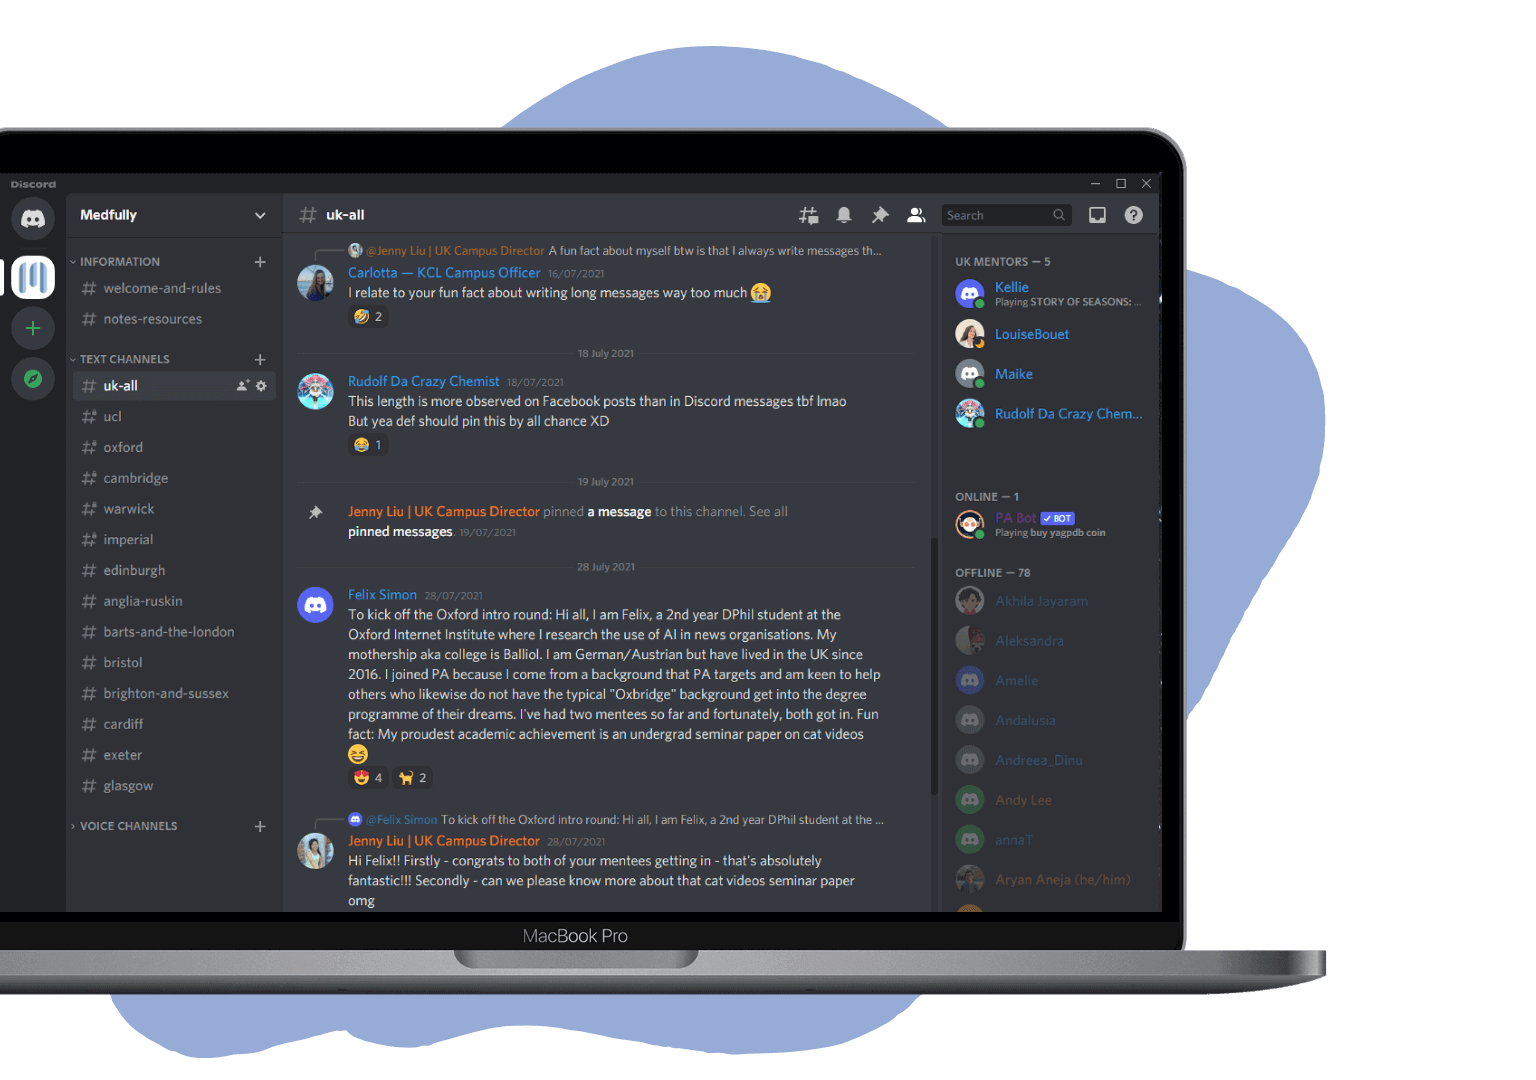 Discord
Medfully
INFORMATION
welcome-and-rules
notes-resources
TEXT CHANNELS
uk-all
ucl
oxford
cambridge
warwick
imperial
edinburgh
anglia-ruskin
barts-and-the-london
bristol
brighton-and-sussex
cardiff
exeter
glasgow
VOICE CHANNELS
uk-all
Search
@Jenny Liu | UK Campus Director A fun fact about myself btw is that I always write messages th...
Carlotta — KCL Campus Officer 16/07/2021
I relate to your fun fact about writing long messages way too much 😭
🤣 2
18 July 2021
Rudolf Da Crazy Chemist 18/07/2021
This length is more observed on Facebook posts than in Discord messages tbf lmao
But yea def should pin this by all chance XD
😂 1
19 July 2021
Jenny Liu | UK Campus Director pinned a message to this channel. See all
pinned messages. 19/07/2021
28 July 2021
Felix Simon 28/07/2021
To kick off the Oxford intro round: Hi all, I am Felix, a 2nd year DPhil student at the
Oxford Internet Institute where I research the use of AI in news organisations. My
mothership aka college is Balliol. I am German/Austrian but have lived in the UK since
2016. I joined PA because I come from a background that PA targets and am keen to help
others who likewise do not have the typical "Oxbridge" background get into the degree
programme of their dreams. I've had two mentees so far and fortunately, both got in. Fun
fact: My proudest academic achievement is an undergrad seminar paper on cat videos
😆
😍 4 🐈 2
@Felix Simon To kick off the Oxford intro round: Hi all, I am Felix, a 2nd year DPhil student at the ...
Jenny Liu | UK Campus Director 28/07/2021
Hi Felix!! Firstly - congrats to both of your mentees getting in - that's absolutely
fantastic!!! Secondly - can we please know more about that cat videos seminar paper
omg
UK MENTORS — 5
Kellie
Playing STORY OF SEASONS: ...
LouiseBouet
Maike
Rudolf Da Crazy Chem...
ONLINE — 1
PA Bot ✓ BOT
Playing buy yagpdb coin
OFFLINE — 78
Akhila Jayaram
Aleksandra
Amelie
Andalusia
Andreea_Dinu
Andy Lee
annaT
Aryan Aneja (he/him)
MacBook Pro